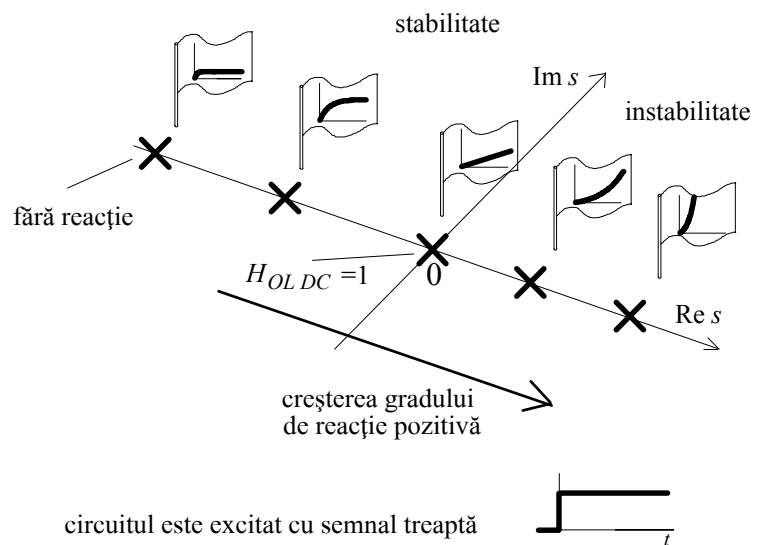 stabilitate
Im s
instabilitate
fără reacţie
H_{OL DC} =1
0
Re s
creşterea gradului
de reacţie pozitivă
circuitul este excitat cu semnal treaptă
t